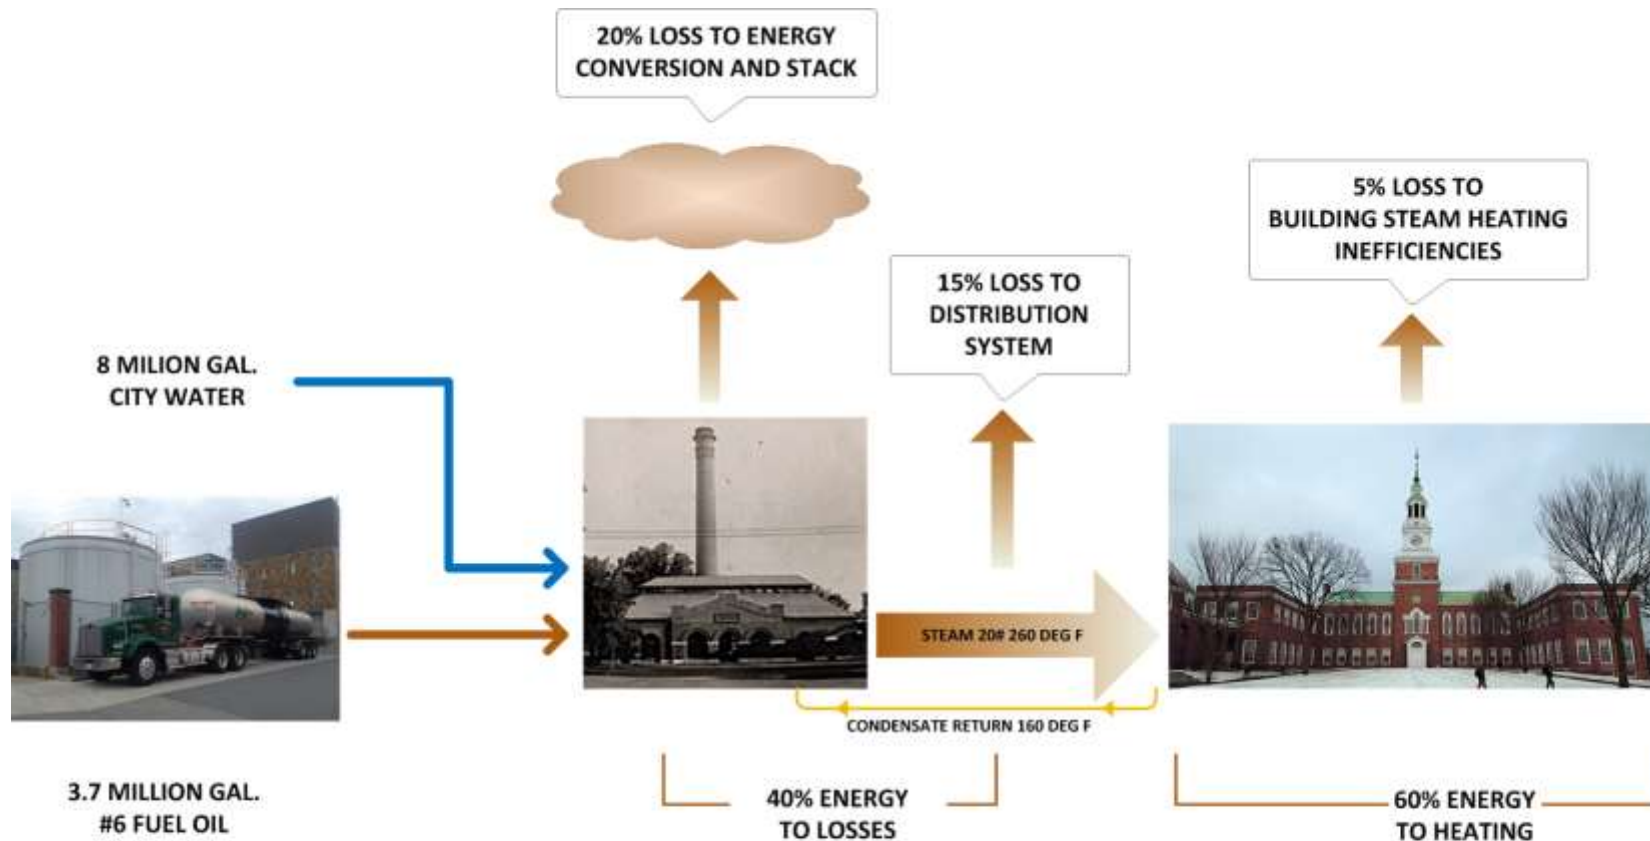 20% LOSS TO ENERGY
CONVERSION AND STACK
5% LOSS TO
BUILDING STEAM HEATING
INEFFICIENCIES
15% LOSS TO
DISTRIBUTION
SYSTEM
8 MILION GAL.
CITY WATER
STEAM 20# 260 DEG F
CONDENSATE RETURN 160 DEG F
3.7 MILLION GAL.
#6 FUEL OIL
40% ENERGY
TO LOSSES
60% ENERGY
TO HEATING